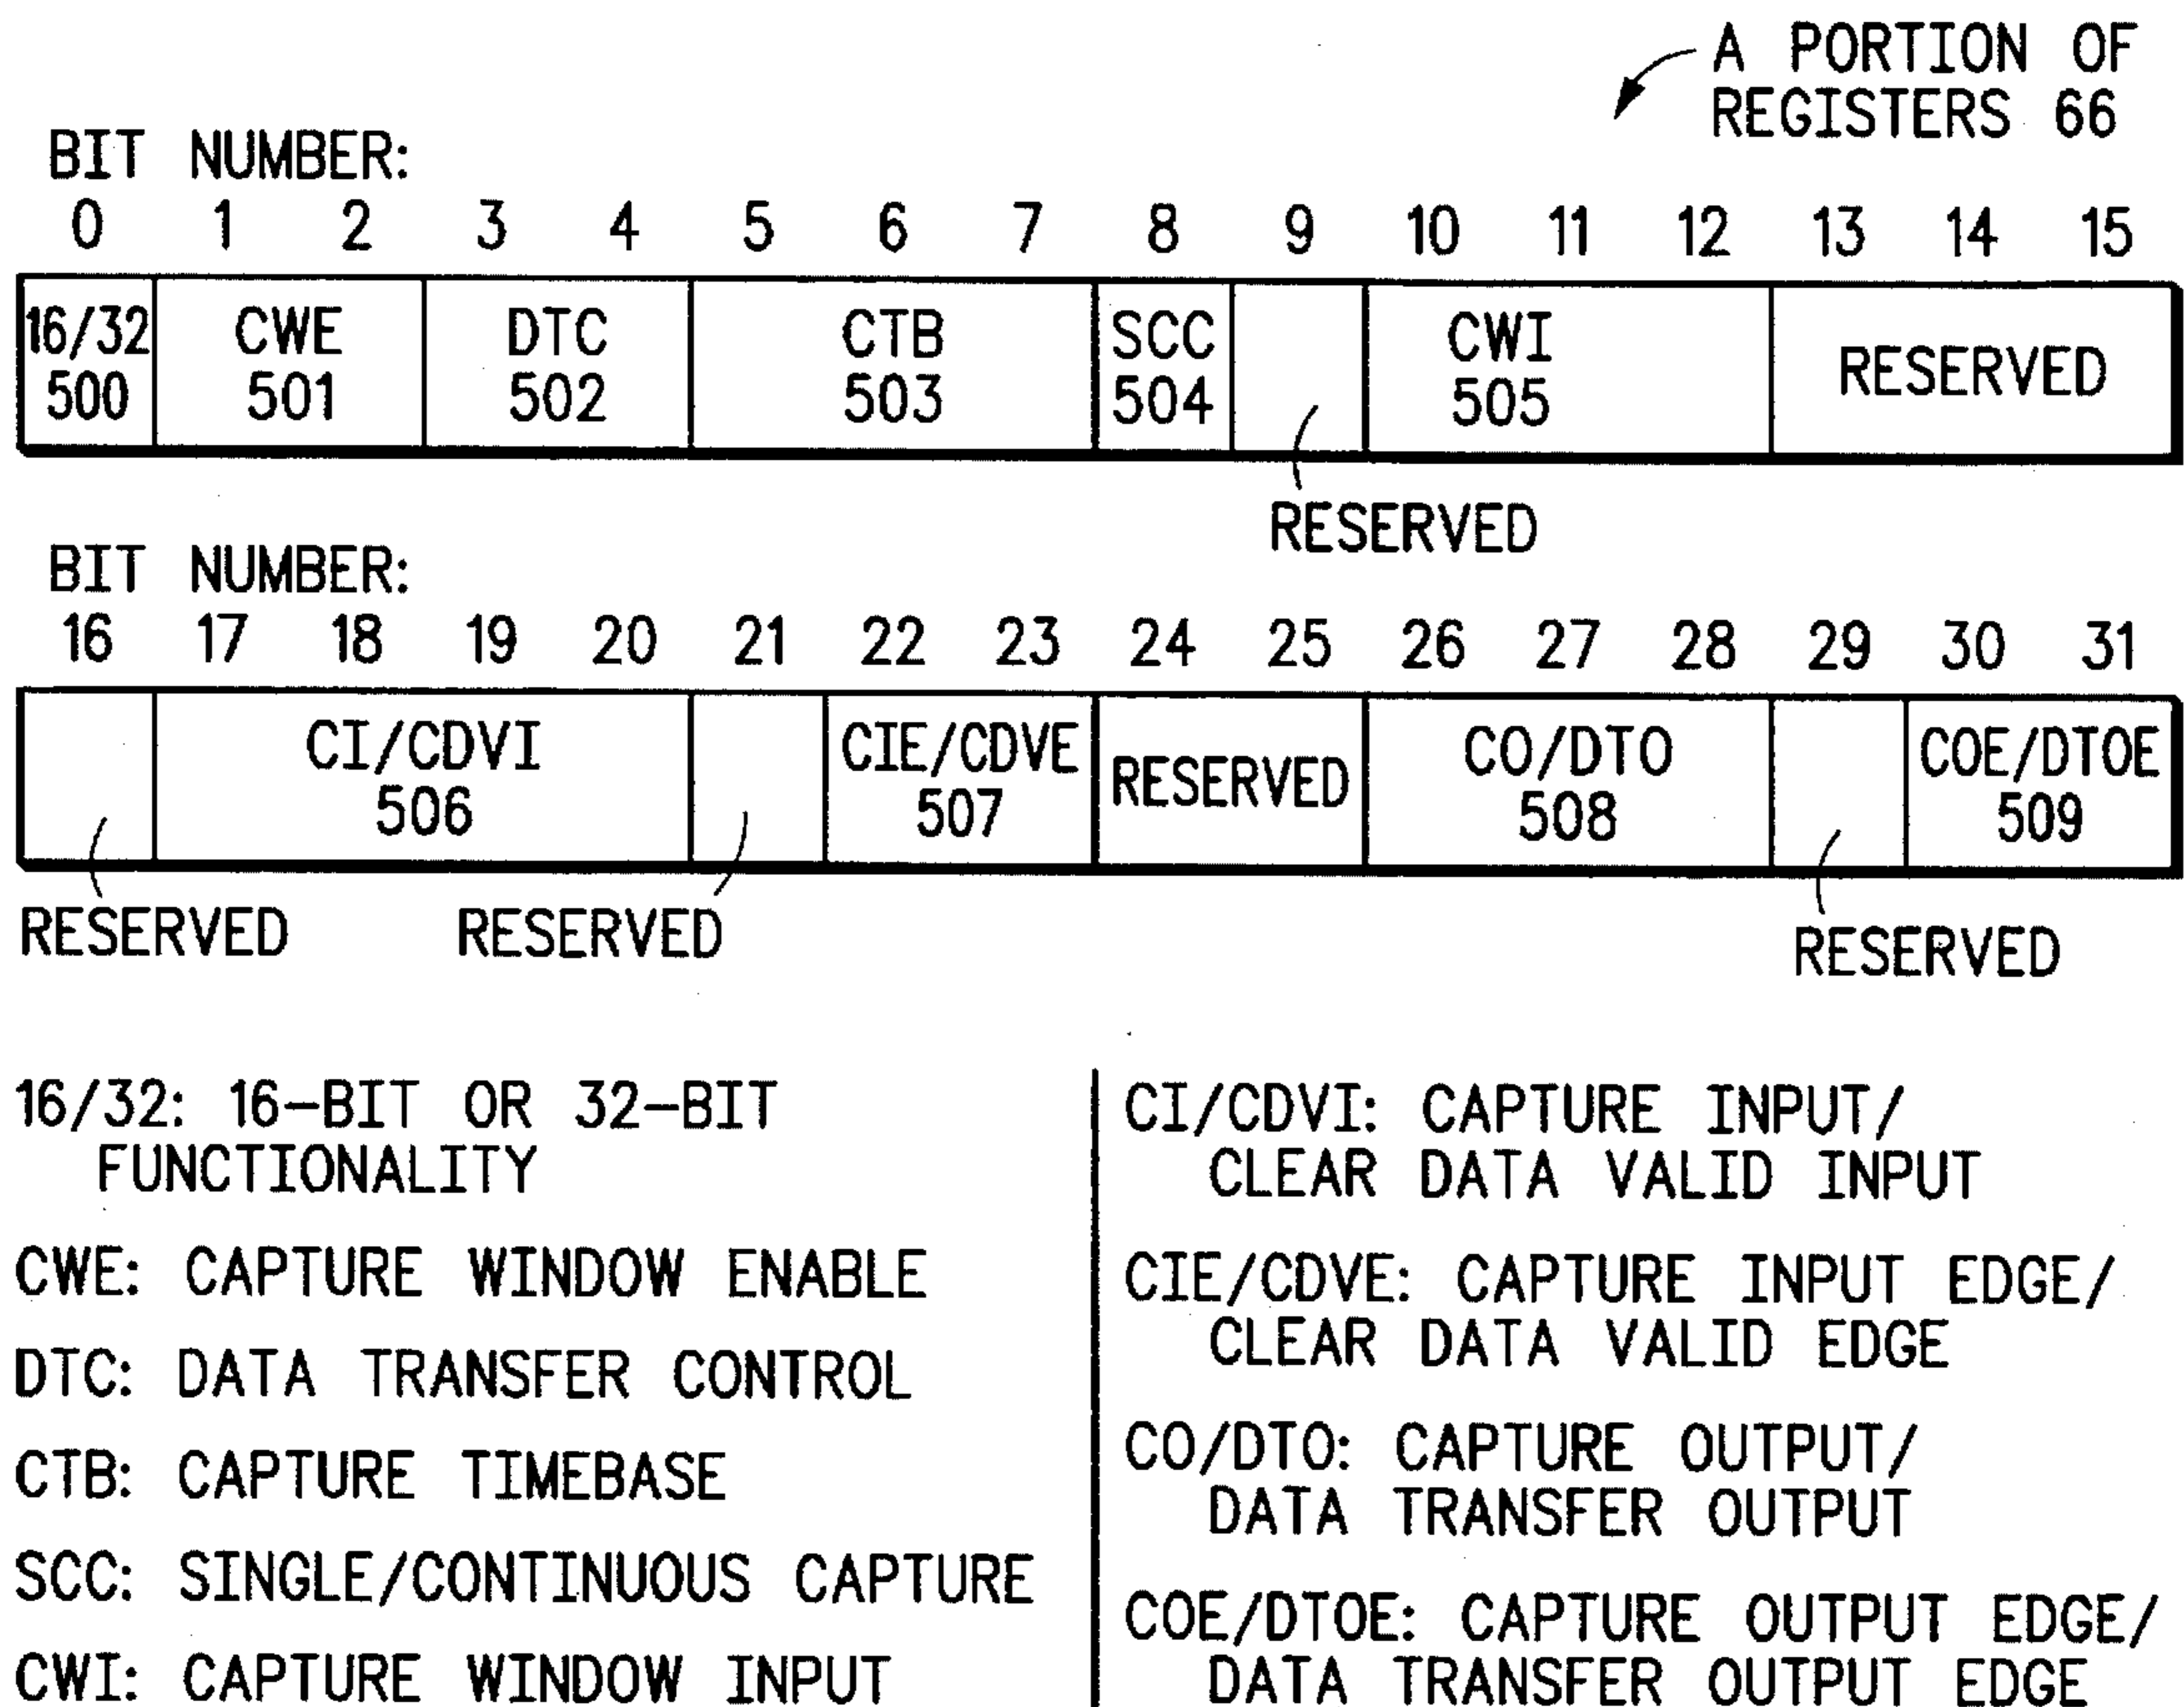 A PORTION OF
REGISTERS 66
BIT NUMBER:
0 1 2 3 4 5 6 7 8 9 10 11 12 13 14 15
16/32 CWE DTC CTB SCC CWI RESERVED
500 501 502 503 504 505
RESERVED
BIT NUMBER:
16 17 18 19 20 21 22 23 24 25 26 27 28 29 30 31
CI/CDVI CIE/CDVE RESERVED CO/DTO COE/DTOE
506 507 508 509
RESERVED RESERVED RESERVED
16/32: 16-BIT OR 32-BIT
FUNCTIONALITY
CWE: CAPTURE WINDOW ENABLE
DTC: DATA TRANSFER CONTROL
CTB: CAPTURE TIMEBASE
SCC: SINGLE/CONTINUOUS CAPTURE
CWI: CAPTURE WINDOW INPUT
CI/CDVI: CAPTURE INPUT/
CLEAR DATA VALID INPUT
CIE/CDVE: CAPTURE INPUT EDGE/
CLEAR DATA VALID EDGE
CO/DTO: CAPTURE OUTPUT/
DATA TRANSFER OUTPUT
COE/DTOE: CAPTURE OUTPUT EDGE/
DATA TRANSFER OUTPUT EDGE